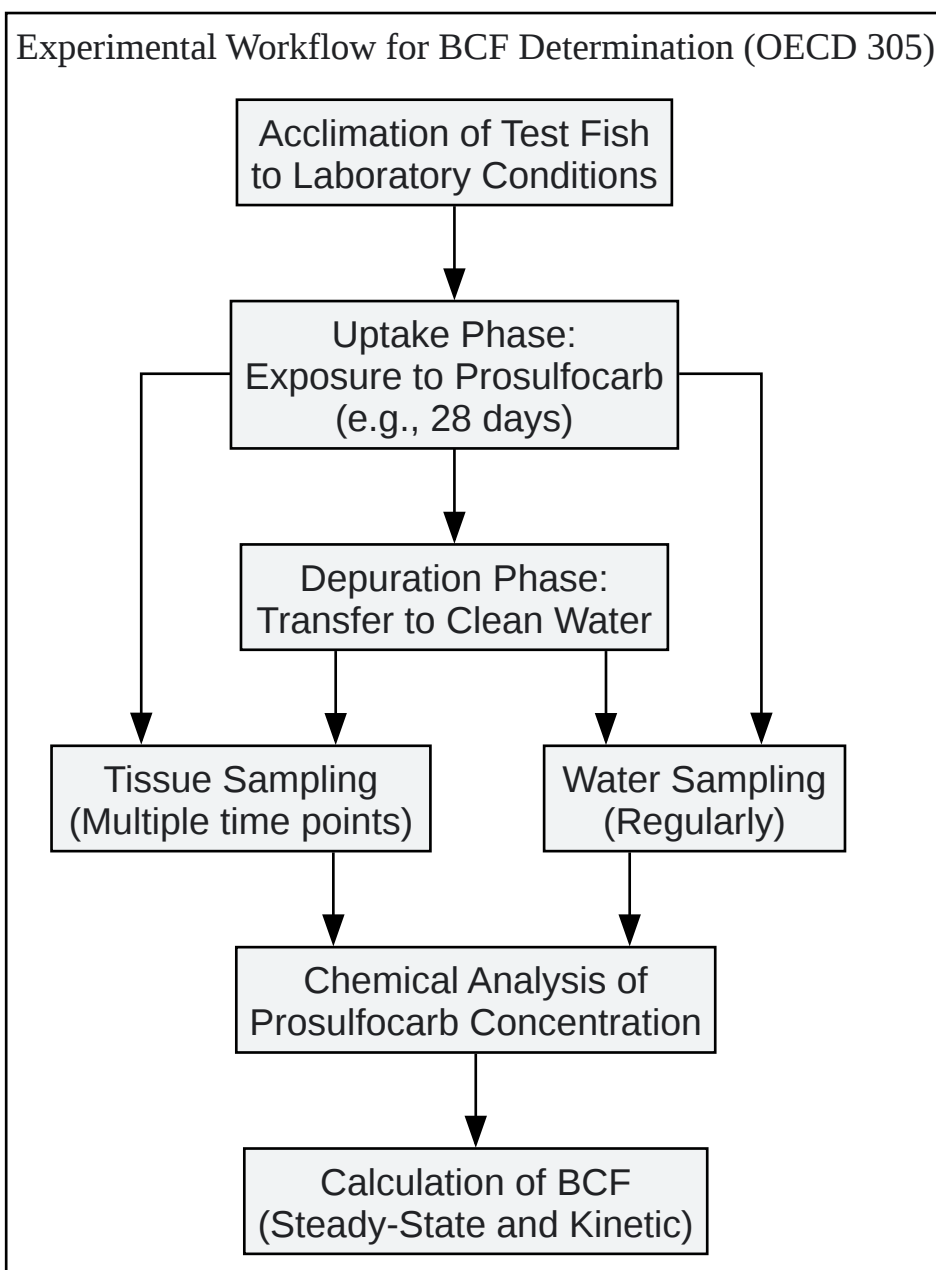 Experimental Workflow for BCF Determination (OECD 305)
Acclimation of Test Fish
to Laboratory Conditions
Uptake Phase:
Exposure to Prosulfocarb
(e.g., 28 days)
Depuration Phase:
Transfer to Clean Water
Tissue Sampling
(Multiple time points)
Water Sampling
(Regularly)
Chemical Analysis of
Prosulfocarb Concentration
Calculation of BCF
(Steady-State and Kinetic)